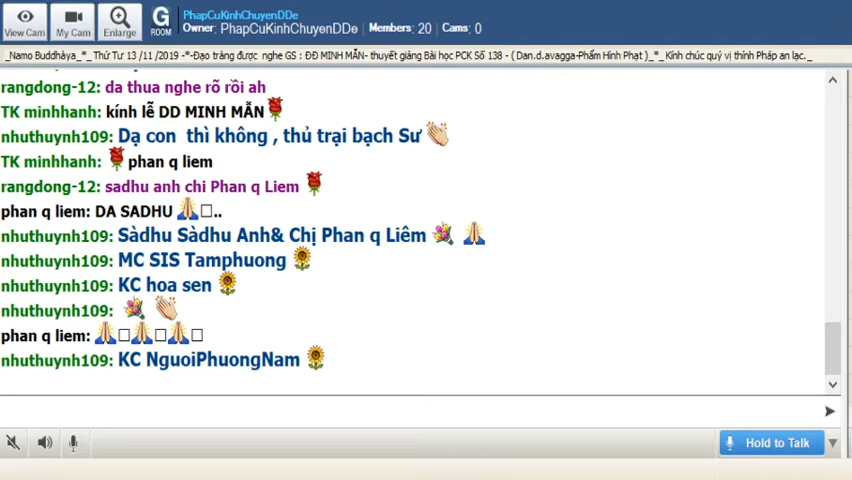 PhapCuKinhChuyenDDe
Owner: PhapCuKinhChuyenDDe Members: 20 Cams: 0
View Cam
My Cam
Enlarge
G
ROOM
_Namo Buddhàya_*_ Thứ Tư 13 /11 /2019 -*-Đạo tràng được nghe GS : ĐĐ MINH MẪN- thuyết giảng Bài học PCK Số 138 - ( Dan.d.avagga-Phẩm Hình Phạt )_*_ Kính chúc quý vị thính Pháp an lạc._
rangdong-12: da thua nghe rõ rồi ah
TK minhhanh: kính lễ DD MINH MẪN
nhuthuynh109: Dạ con thì không , thủ trại bạch Sư
TK minhhanh: phan q liem
rangdong-12: sadhu anh chi Phan q Liem
phan q liem: DA SADHU ..
nhuthuynh109: Sàdhu Sàdhu Anh& Chị Phan q Liêm
nhuthuynh109: MC SIS Tamphuong
nhuthuynh109: KC hoa sen
nhuthuynh109:
phan q liem:
nhuthuynh109: KC NguoiPhuongNam
Hold to Talk